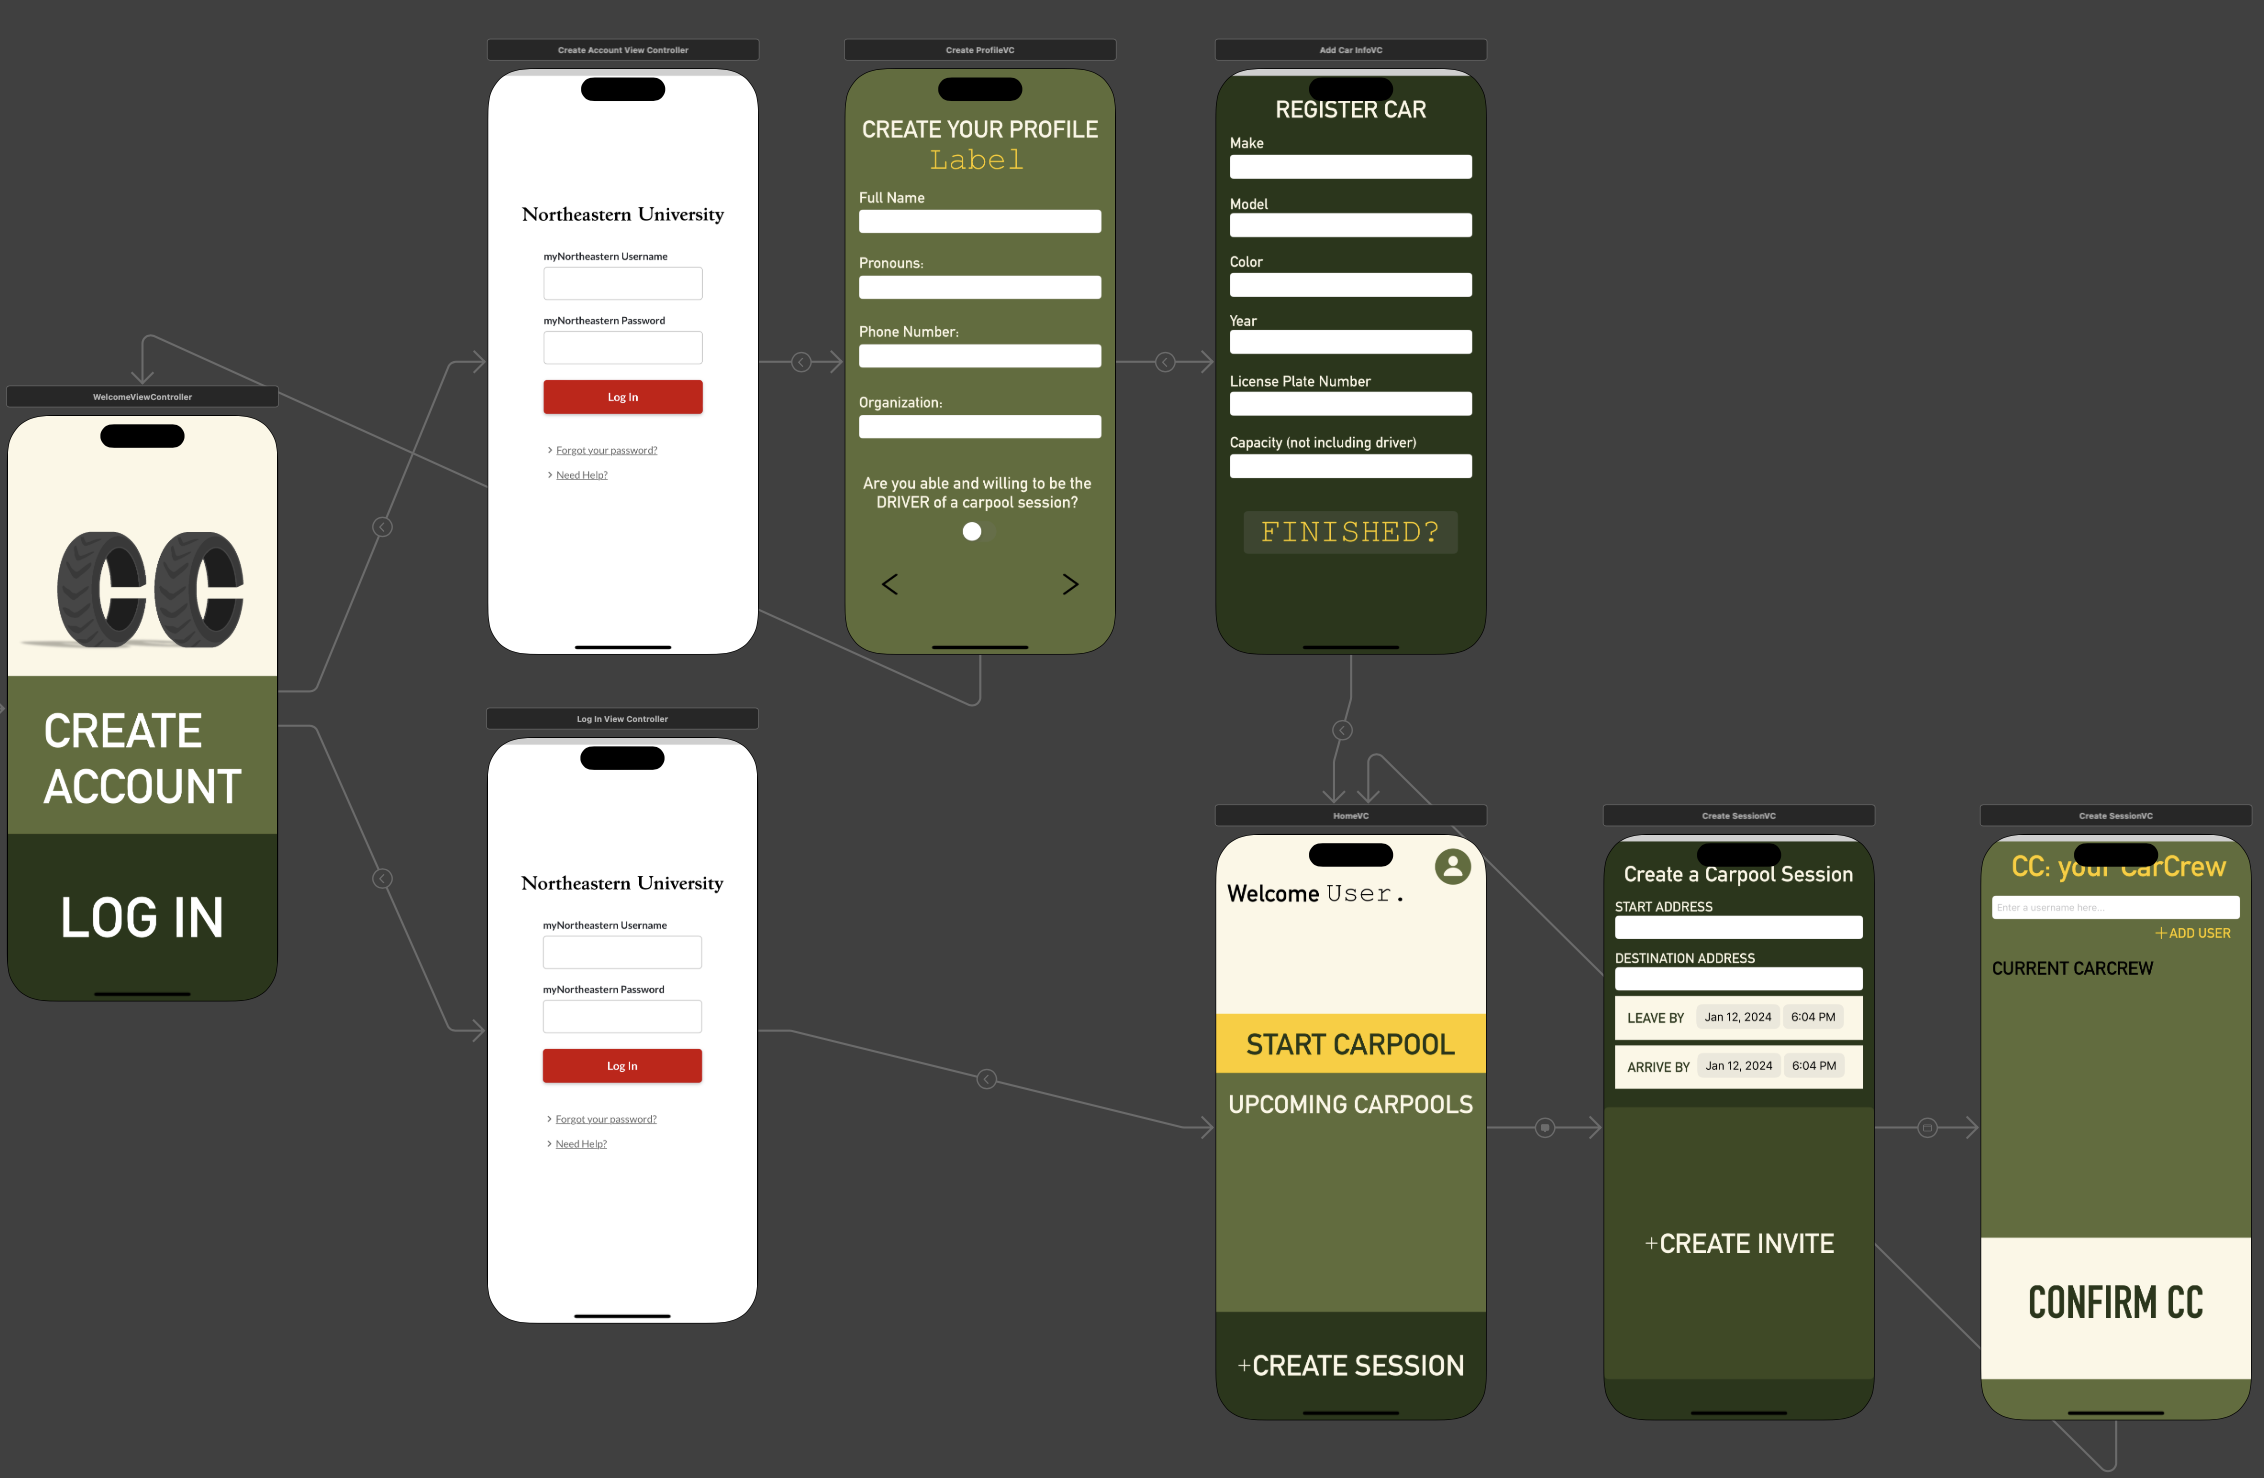 Create Account View Controller
Northeastern University
myNortheastern Username
myNortheastern Password
Log In
Forgot your password?
Need Help?
Create ProfileVC
CREATE YOUR PROFILE
Label
Full Name
Pronouns:
Phone Number:
Organization:
Are you able and willing to be the
DRIVER of a carpool session?
Add Car InfoVC
REGISTER CAR
Make
Model
Color
Year
License Plate Number
Capacity (not including driver)
FINISHED?
WelcomeViewController
CC
CREATE
ACCOUNT
LOG IN
Log In View Controller
Northeastern University
myNortheastern Username
myNortheastern Password
Log In
Forgot your password?
Need Help?
HomeVC
Welcome User.
START CARPOOL
UPCOMING CARPOOLS
+CREATE SESSION
Create SessionVC
Create a Carpool Session
START ADDRESS
DESTINATION ADDRESS
LEAVE BY Jan 12, 2024 6:04 PM
ARRIVE BY Jan 12, 2024 6:04 PM
+CREATE INVITE
Create SessionVC
CC: your CarCrew
Enter a username here...
+ADD USER
CURRENT CARCREW
CONFIRM CC